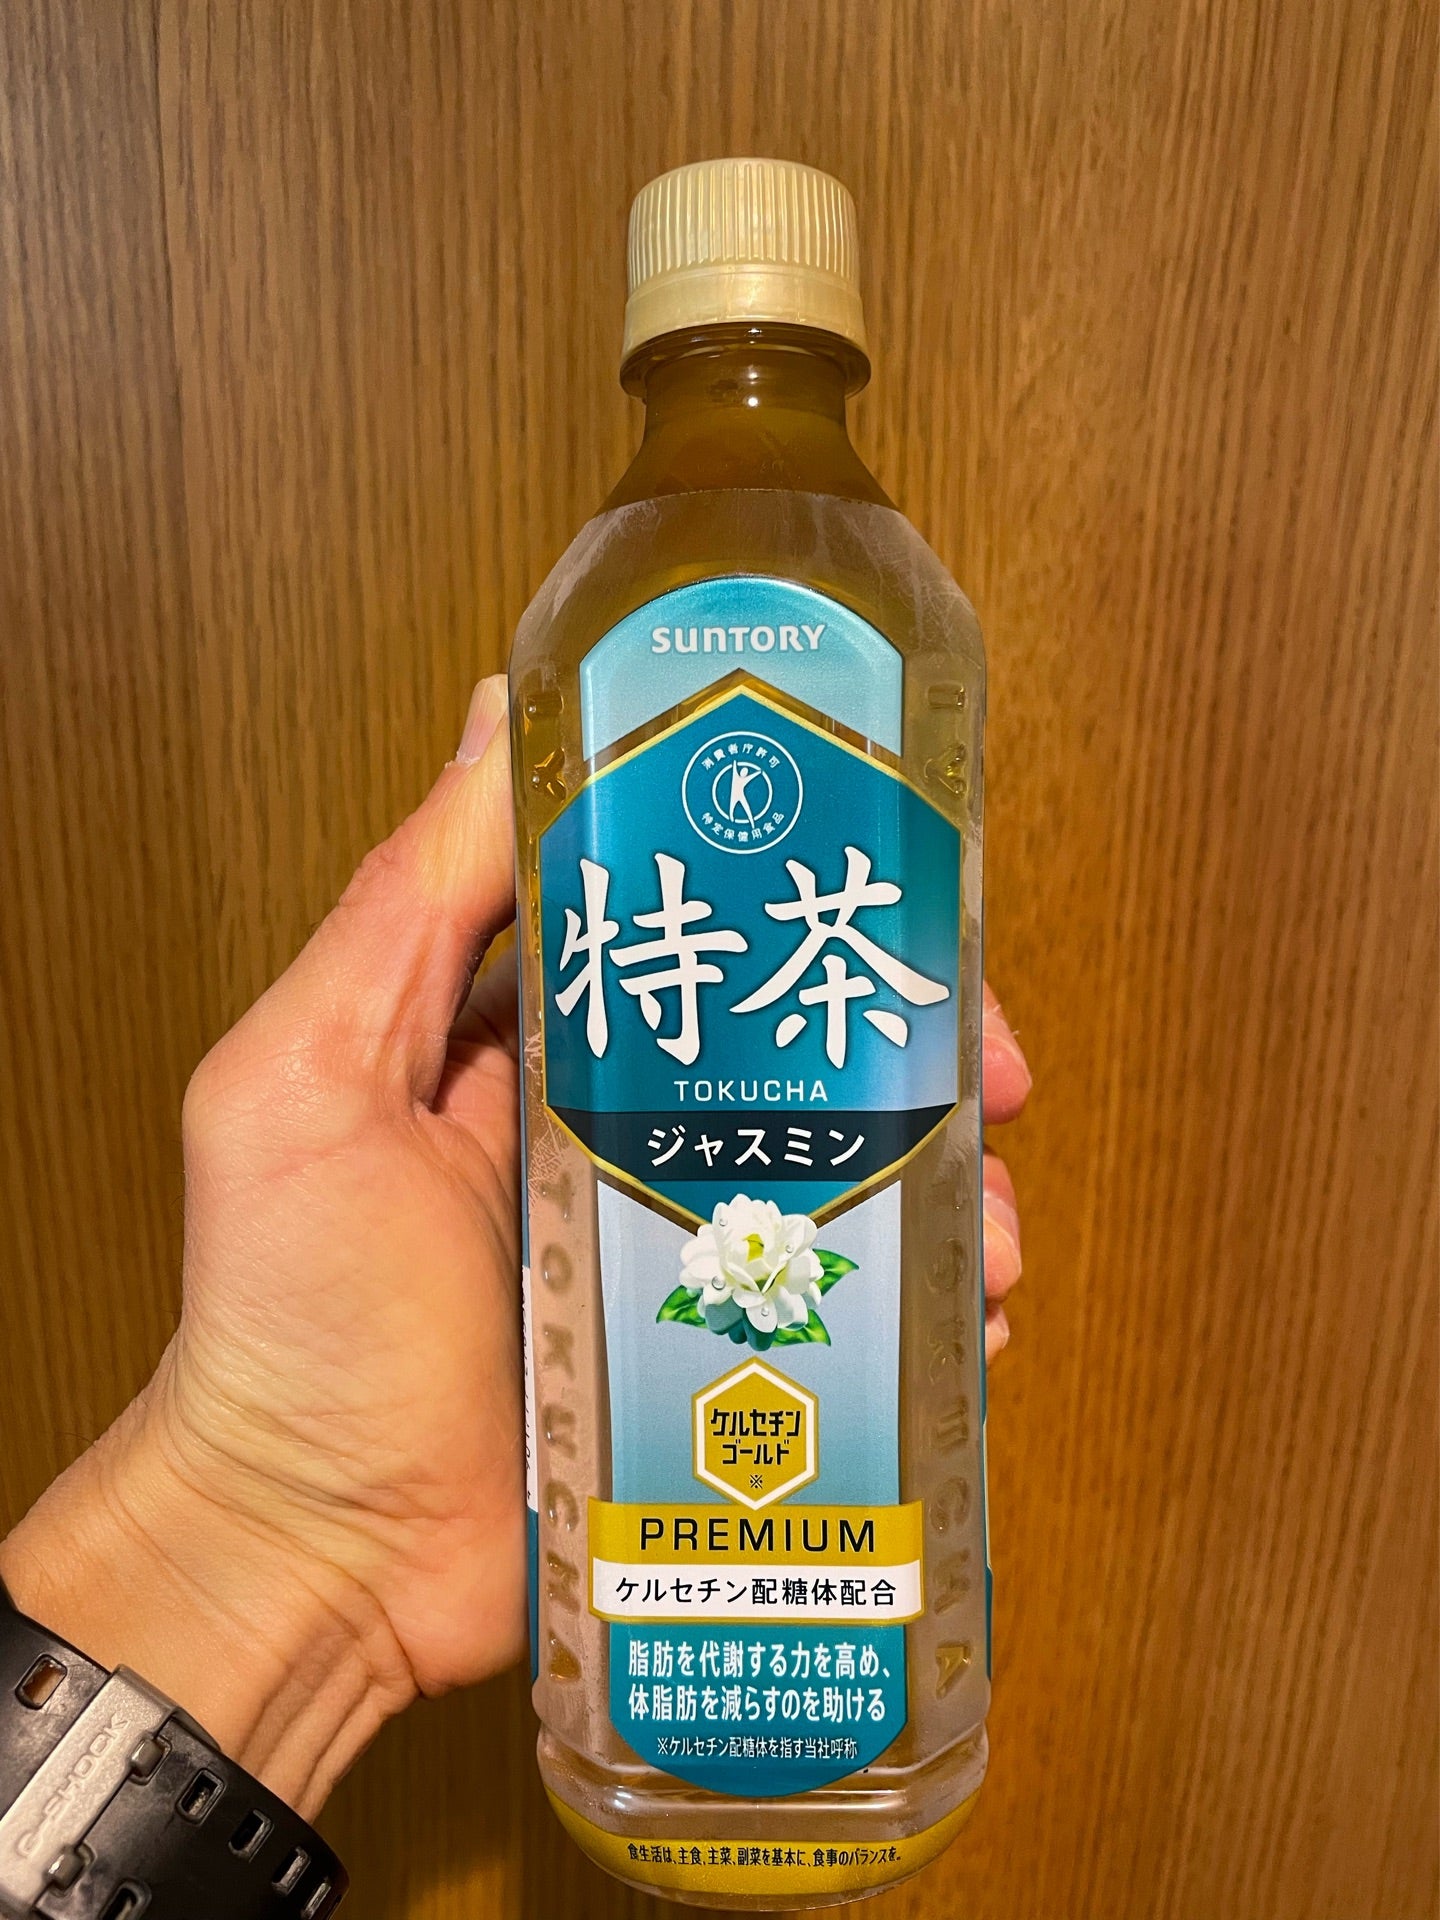 SUNTORY
消費者庁許可
特定保健用食品
特茶
TOKUCHA
ジャスミン
ケルセチン
ゴールド
※
PREMIUM
ケルセチン配糖体配合
脂肪を代謝する力を高め、
体脂肪を減らすのを助ける
※ケルセチン配糖体を指す当社呼称
食生活は、主食、主菜、副菜を基本に、食事のバランスを。
TOKUCHA
TOKUCHA
G-SHOCK